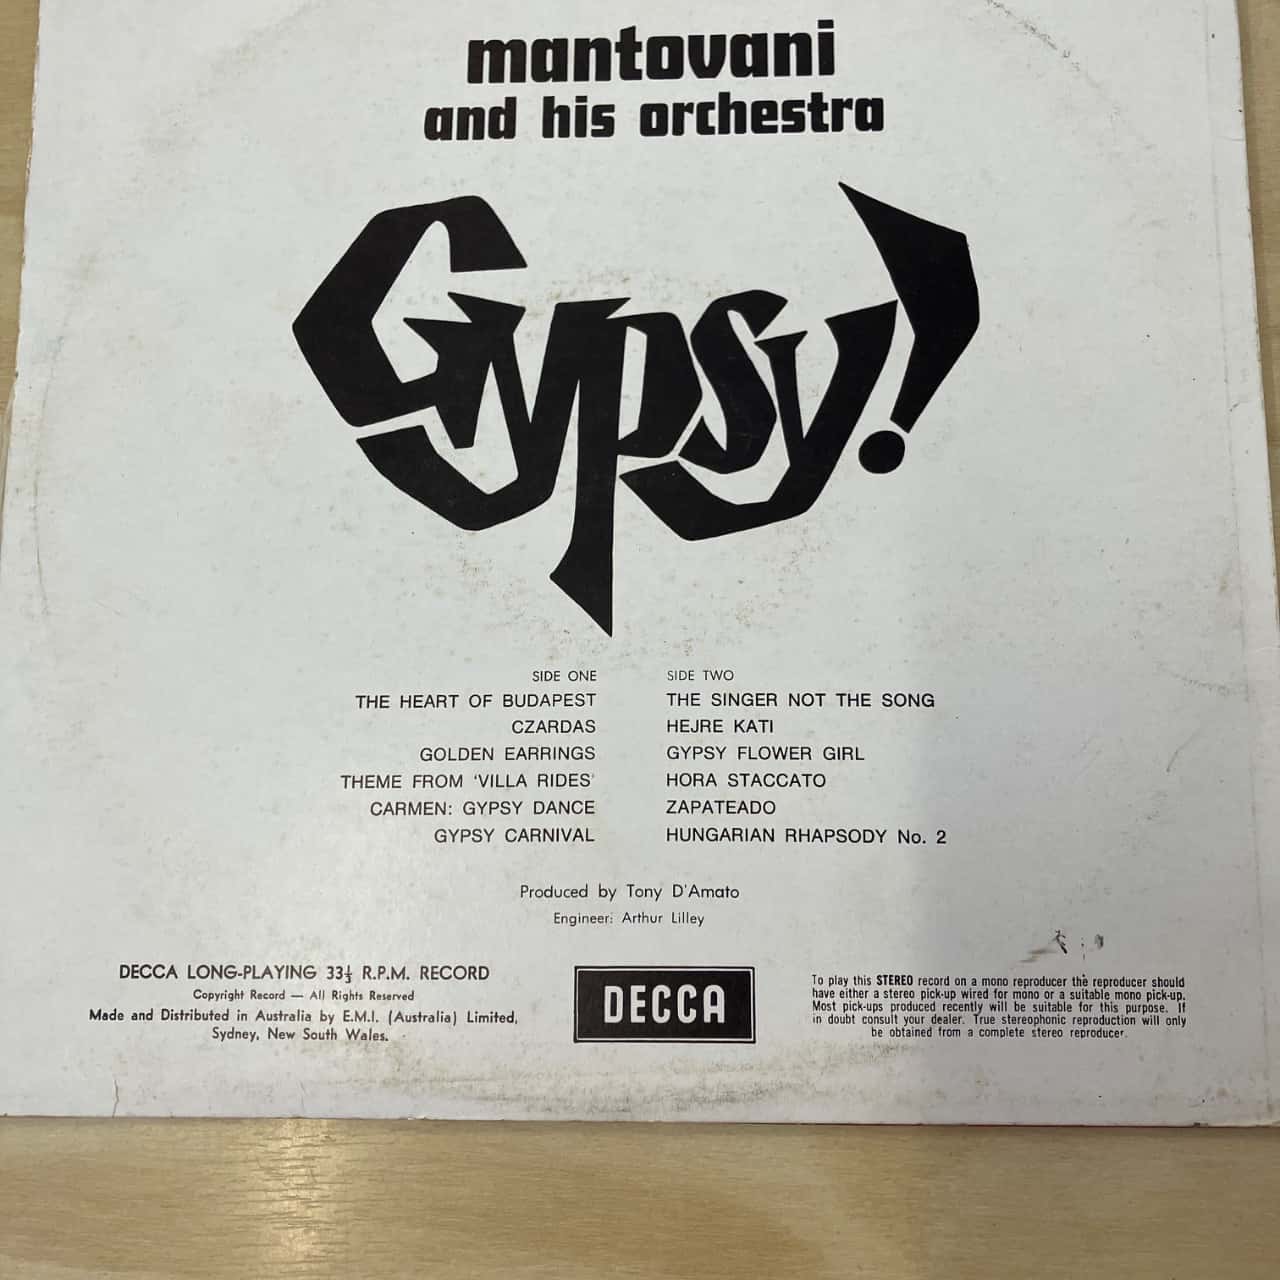 mantovani
and his orchestra
Gypsy!
SIDE ONE
THE HEART OF BUDAPEST
CZARDAS
GOLDEN EARRINGS
THEME FROM 'VILLA RIDES'
CARMEN: GYPSY DANCE
GYPSY CARNIVAL
SIDE TWO
THE SINGER NOT THE SONG
HEJRE KATI
GYPSY FLOWER GIRL
HORA STACCATO
ZAPATEADO
HUNGARIAN RHAPSODY No. 2
Produced by Tony D'Amato
Engineer: Arthur Lilley
DECCA LONG-PLAYING 33⅓ R.P.M. RECORD
Copyright Record — All Rights Reserved
Made and Distributed in Australia by E.M.I. (Australia) Limited,
Sydney, New South Wales.
DECCA
To play this STEREO record on a mono reproducer the reproducer should
have either a stereo pick-up wired for mono or a suitable mono pick-up.
Most pick-ups produced recently will be suitable for this purpose. If
in doubt consult your dealer. True stereophonic reproduction will only
be obtained from a complete stereo reproducer.